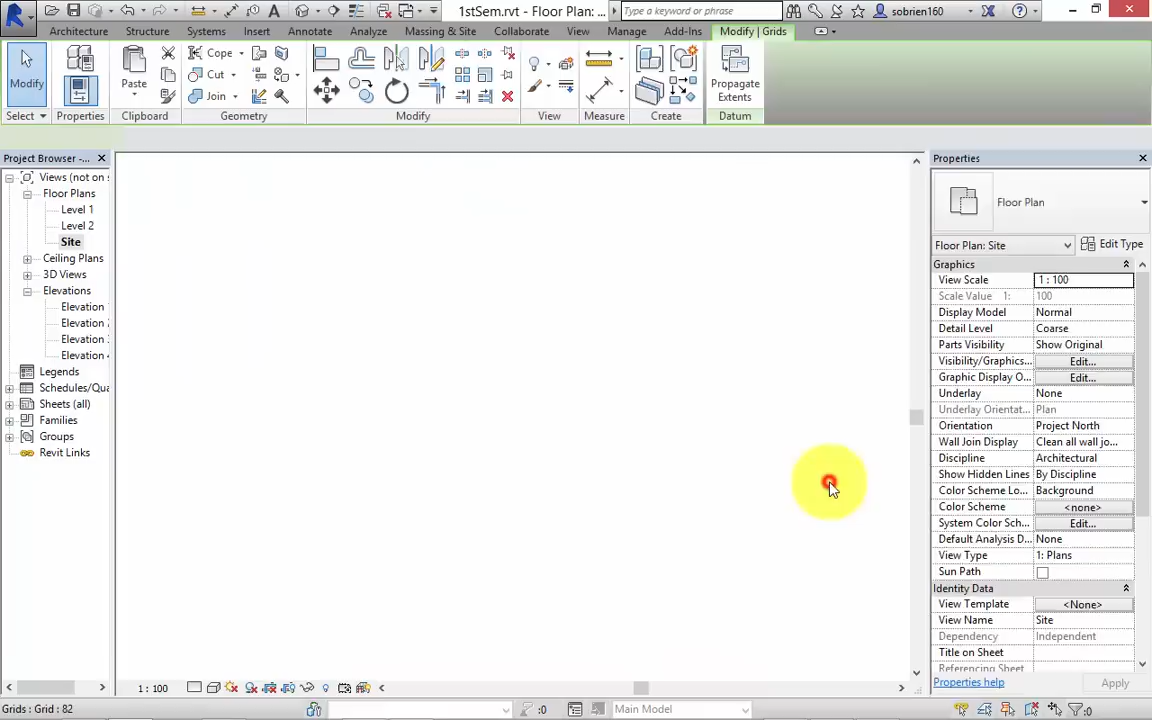 1stSem.rvt - Floor Plan: ...
Type a keyword or phrase
sobrien160
Architecture
Structure
Systems
Insert
Annotate
Analyze
Massing & Site
Collaborate
View
Manage
Add-Ins
Modify | Grids
Modify
Paste
Cope
Cut
Join
Propagate
Extents
Select
Properties
Clipboard
Geometry
Modify
View
Measure
Create
Datum
Project Browser -...
Views (not on s
Floor Plans
Level 1
Level 2
Site
Ceiling Plans
3D Views
Elevations
Elevation
Elevation 2
Elevation 3
Elevation 4
Legends
Schedules/Qua
Sheets (all)
Families
Groups
Revit Links
Properties
Floor Plan
Floor Plan: Site
Edit Type
Graphics
View Scale 1 : 100
Scale Value 1: 100
Display Model Normal
Detail Level Coarse
Parts Visibility Show Original
Visibility/Graphics... Edit...
Graphic Display O... Edit...
Underlay None
Underlay Orientat... Plan
Orientation Project North
Wall Join Display Clean all wall jo...
Discipline Architectural
Show Hidden Lines By Discipline
Color Scheme Lo... Background
Color Scheme <none>
System Color Sch... Edit...
Default Analysis D... None
View Type 1: Plans
Sun Path
Identity Data
View Template <None>
View Name Site
Dependency Independent
Title on Sheet
Referencing Sheet
Properties help
Apply
1 : 100
Grids : Grid : 82
:0
Main Model
:0